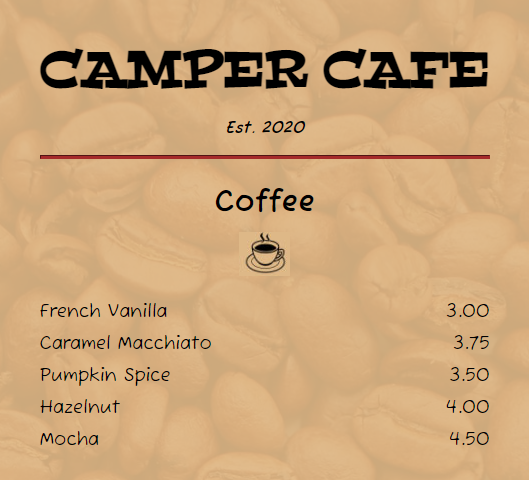 CAMPER CAFE
Est. 2020
Coffee
French Vanilla 3.00
Caramel Macchiato 3.75
Pumpkin Spice 3.50
Hazelnut 4.00
Mocha 4.50